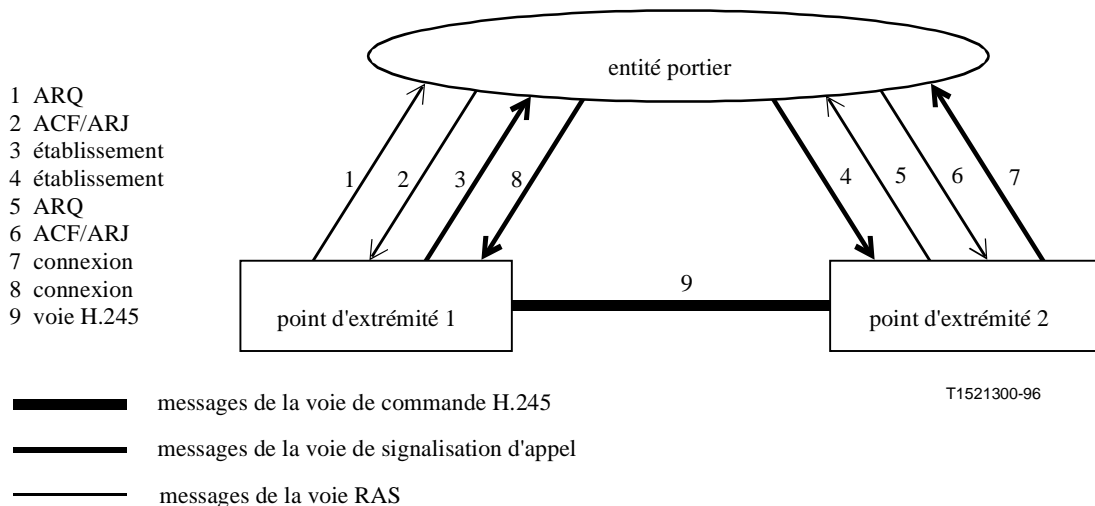 entité portier
1 ARQ
2 ACF/ARJ
3 établissement
4 établissement
5 ARQ
6 ACF/ARJ
7 connexion
8 connexion
9 voie H.245
1
2
3
8
4
5
6
7
9
point d'extrémité 1
point d'extrémité 2
T1521300-96
messages de la voie de commande H.245
messages de la voie de signalisation d'appel
messages de la voie RAS